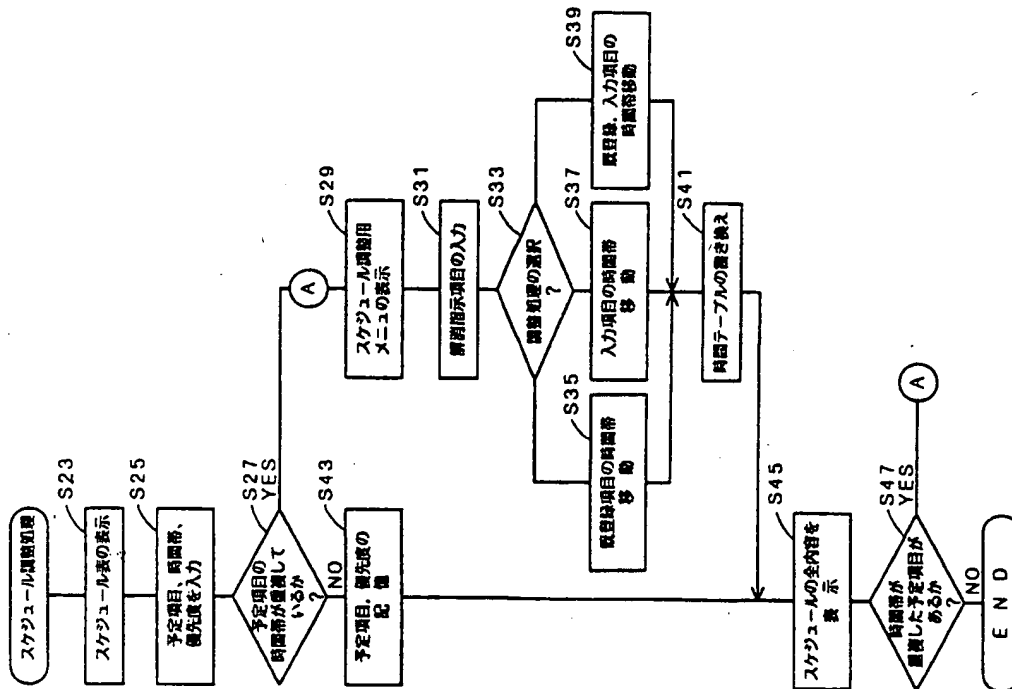 スケジュール調整処理
S23
スケジュール表の表示
S25
予定項目、時間帯、
優先度を入力
S27
予定項目の
時間帯が重複して
いるか
?
YES
NO
S43
予定項目、優先度の
記 憶
A
S29
スケジュール調整用
メニュの表示
S31
解消指示項目の入力
S33
調整処理の選択
?
S35
既登録項目の時間帯
移 動
S37
入力項目の時間帯
移 動
S39
既登録、入力項目の
時間帯移動
S41
時間テーブルの書き換え
S45
スケジュールの全内容を
表 示
S47
時間帯が
重複した予定項目が
あるか
?
YES
A
NO
E N D